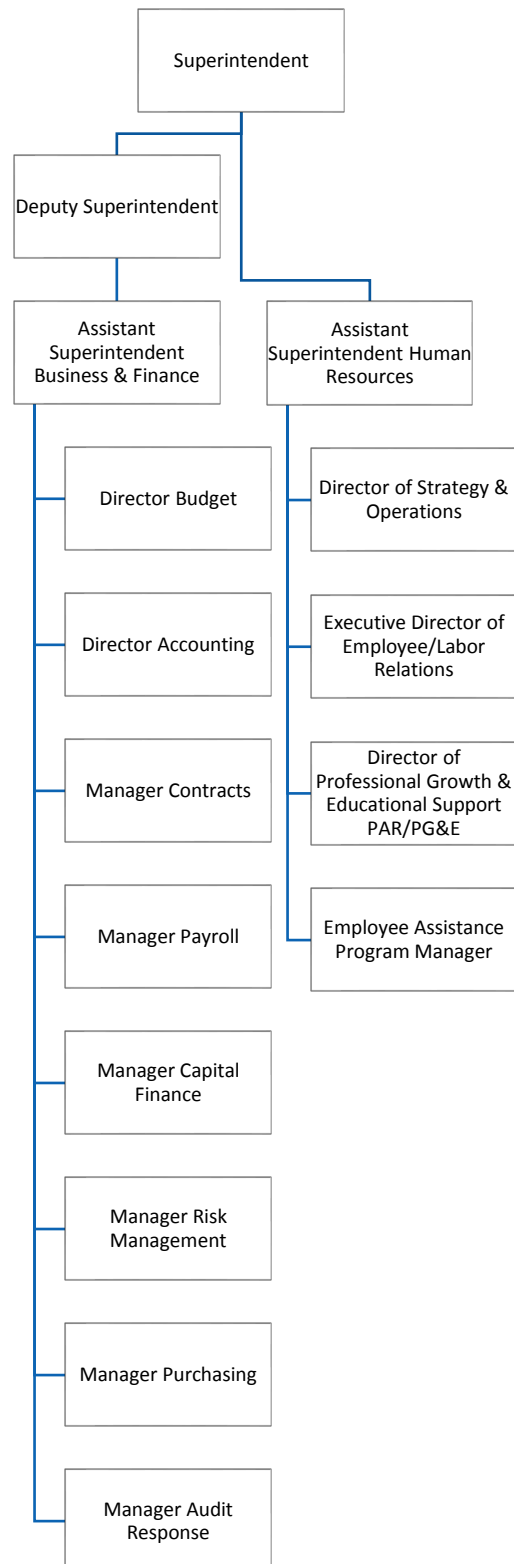 Superintendent
Deputy Superintendent
Assistant
Superintendent
Business & Finance
Assistant
Superintendent Human
Resources
Director Budget
Director of Strategy &
Operations
Director Accounting
Executive Director of
Employee/Labor
Relations
Manager Contracts
Director of
Professional Growth &
Educational Support
PAR/PG&E
Manager Payroll
Employee Assistance
Program Manager
Manager Capital
Finance
Manager Risk
Management
Manager Purchasing
Manager Audit
Response